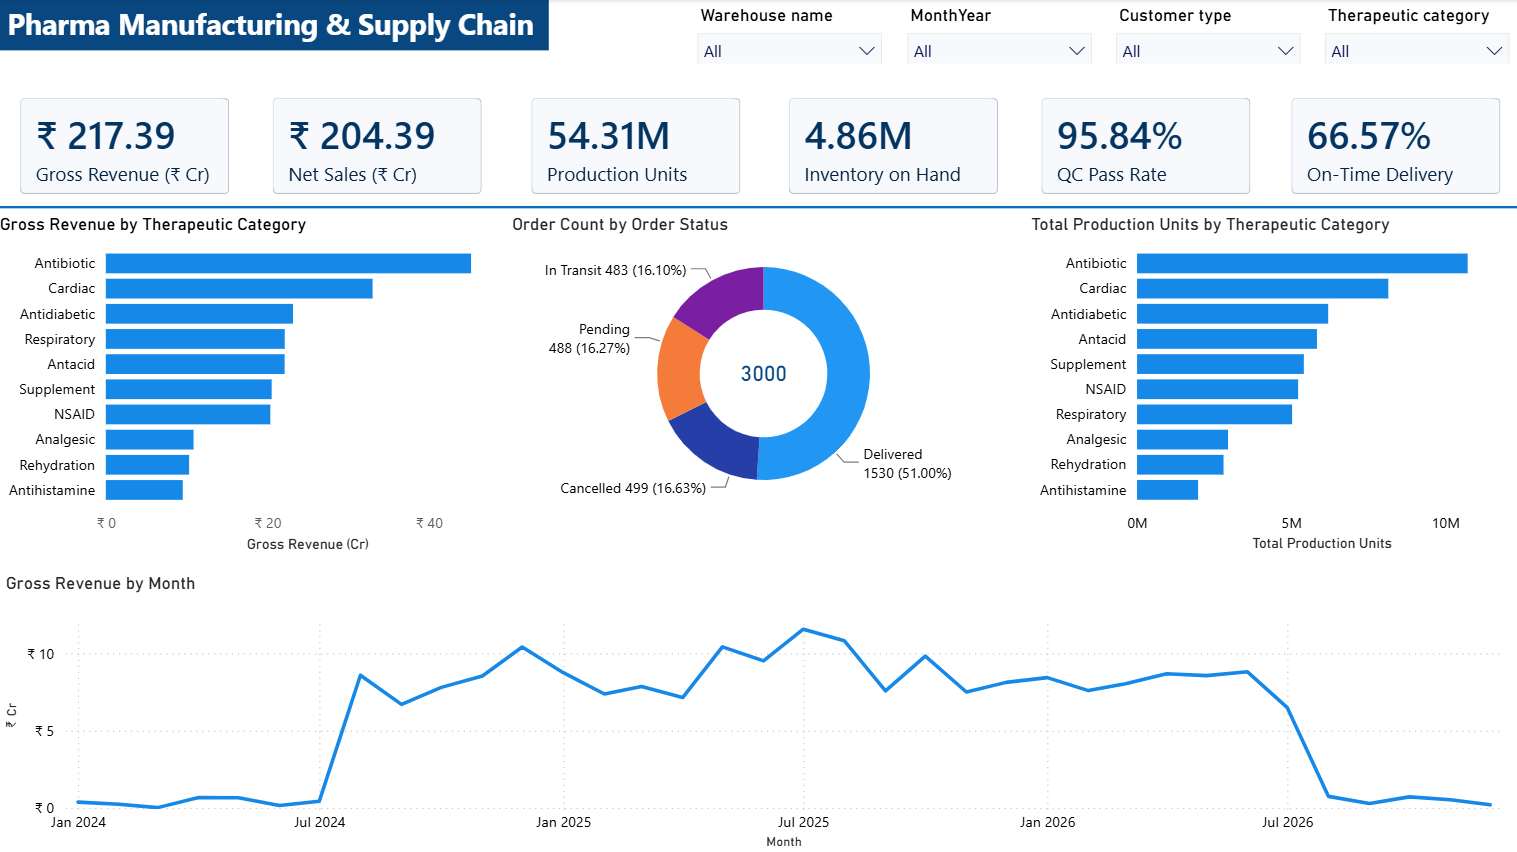 Pharma Manufacturing & Supply Chain
Warehouse name
MonthYear
Customer type
Therapeutic category
All
All
All
All
₹ 217.39
Gross Revenue (₹ Cr)
₹ 204.39
Net Sales (₹ Cr)
54.31M
Production Units
4.86M
Inventory on Hand
95.84%
QC Pass Rate
66.57%
On-Time Delivery
Gross Revenue by Therapeutic Category
Antibiotic
Cardiac
Antidiabetic
Respiratory
Antacid
Supplement
NSAID
Analgesic
Rehydration
Antihistamine
₹ 0
₹ 20
₹ 40
Gross Revenue (Cr)
Order Count by Order Status
In Transit 483 (16.10%)
Pending
488 (16.27%)
3000
Delivered
1530 (51.00%)
Cancelled 499 (16.63%)
Total Production Units by Therapeutic Category
Antibiotic
Cardiac
Antidiabetic
Antacid
Supplement
NSAID
Respiratory
Analgesic
Rehydration
Antihistamine
0M
5M
10M
Total Production Units
Gross Revenue by Month
₹ Cr
₹ 10
₹ 5
₹ 0
Jan 2024
Jul 2024
Jan 2025
Jul 2025
Jan 2026
Jul 2026
Month